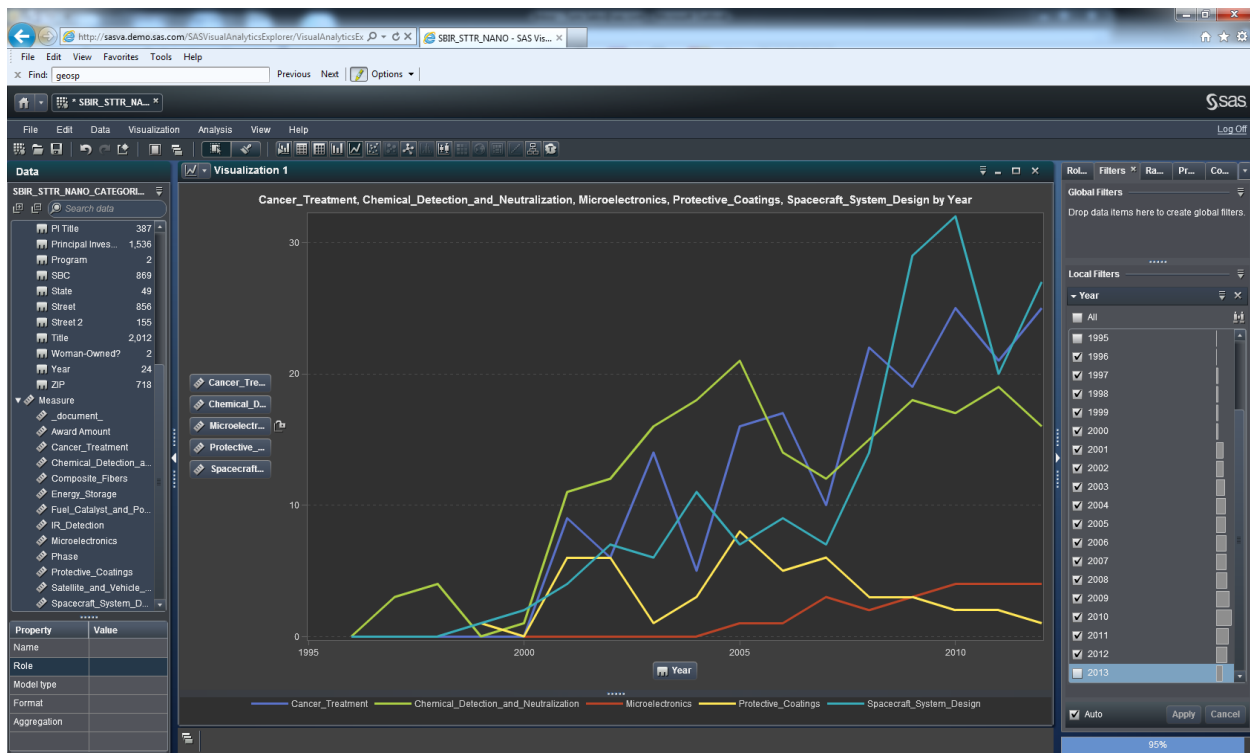 http://sasva.demo.sas.com/SASVisualAnalyticsExplorer/VisualAnalyticsEx
SBIR_STTR_NANO - SAS Vis...
File Edit View Favorites Tools Help
Find: geosp Previous Next Options
* SBIR_STTR_NA...
sas
File Edit Data Visualization Analysis View Help
Log Off
Data
SBIR_STTR_NANO_CATEGORI...
Search data
PI Title 387
Principal Inves... 1,536
Program 2
SBC 869
State 49
Street 856
Street 2 155
Title 2,012
Woman-Owned? 2
Year 24
ZIP 718
Measure
_document_
Award Amount
Cancer_Treatment
Chemical_Detection_a...
Composite_Fibers
Energy_Storage
Fuel_Catalyst_and_Po...
IR_Detection
Microelectronics
Phase
Protective_Coatings
Satellite_and_Vehicle_...
Spacecraft_System_D...
Property Value
Name
Role
Model type
Format
Aggregation
Visualization 1
Cancer_Treatment, Chemical_Detection_and_Neutralization, Microelectronics, Protective_Coatings, Spacecraft_System_Design by Year
30
20
10
0
Cancer_Tre...
Chemical_D...
Microelectr...
Protective_...
Spacecraft...
1995 2000 2005 2010
Year
Cancer_Treatment Chemical_Detection_and_Neutralization Microelectronics Protective_Coatings Spacecraft_System_Design
Rol... Filters Ra... Pr... Co...
Global Filters
Drop data items here to create global filters.
Local Filters
Year
All
1995
1996
1997
1998
1999
2000
2001
2002
2003
2004
2005
2006
2007
2008
2009
2010
2011
2012
2013
Auto Apply Cancel
95%